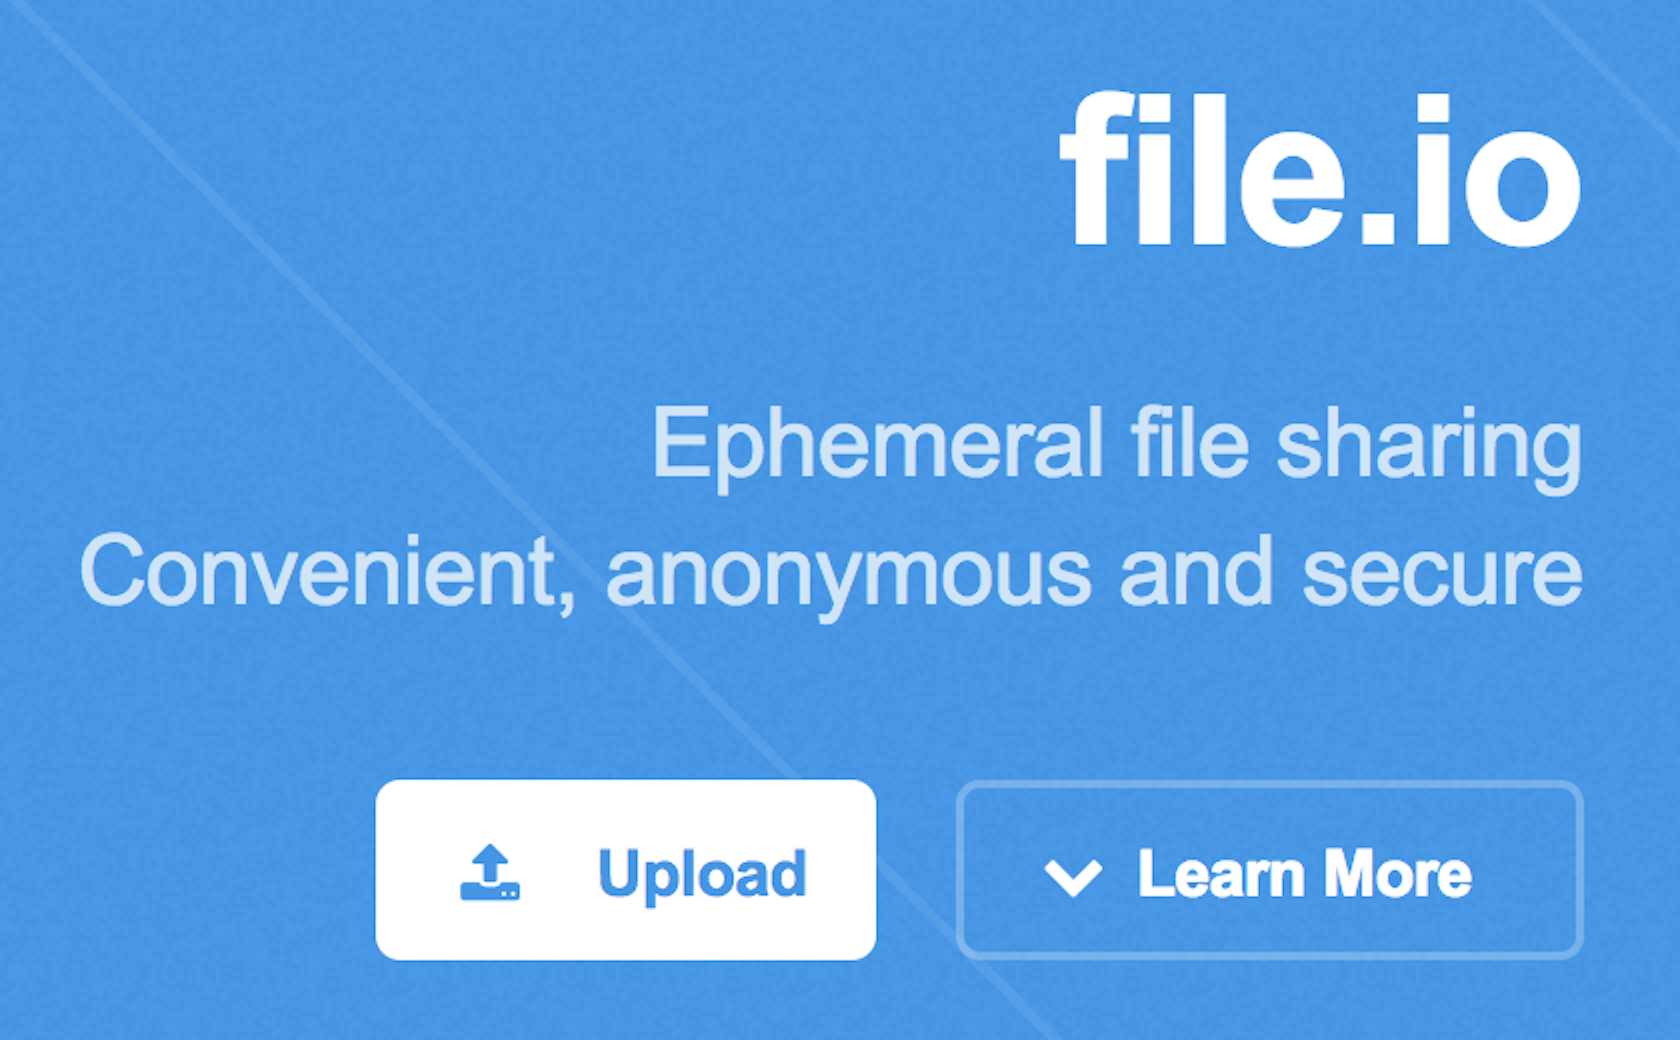 file.io
Ephemeral file sharing
Convenient, anonymous and secure
Upload
Learn More